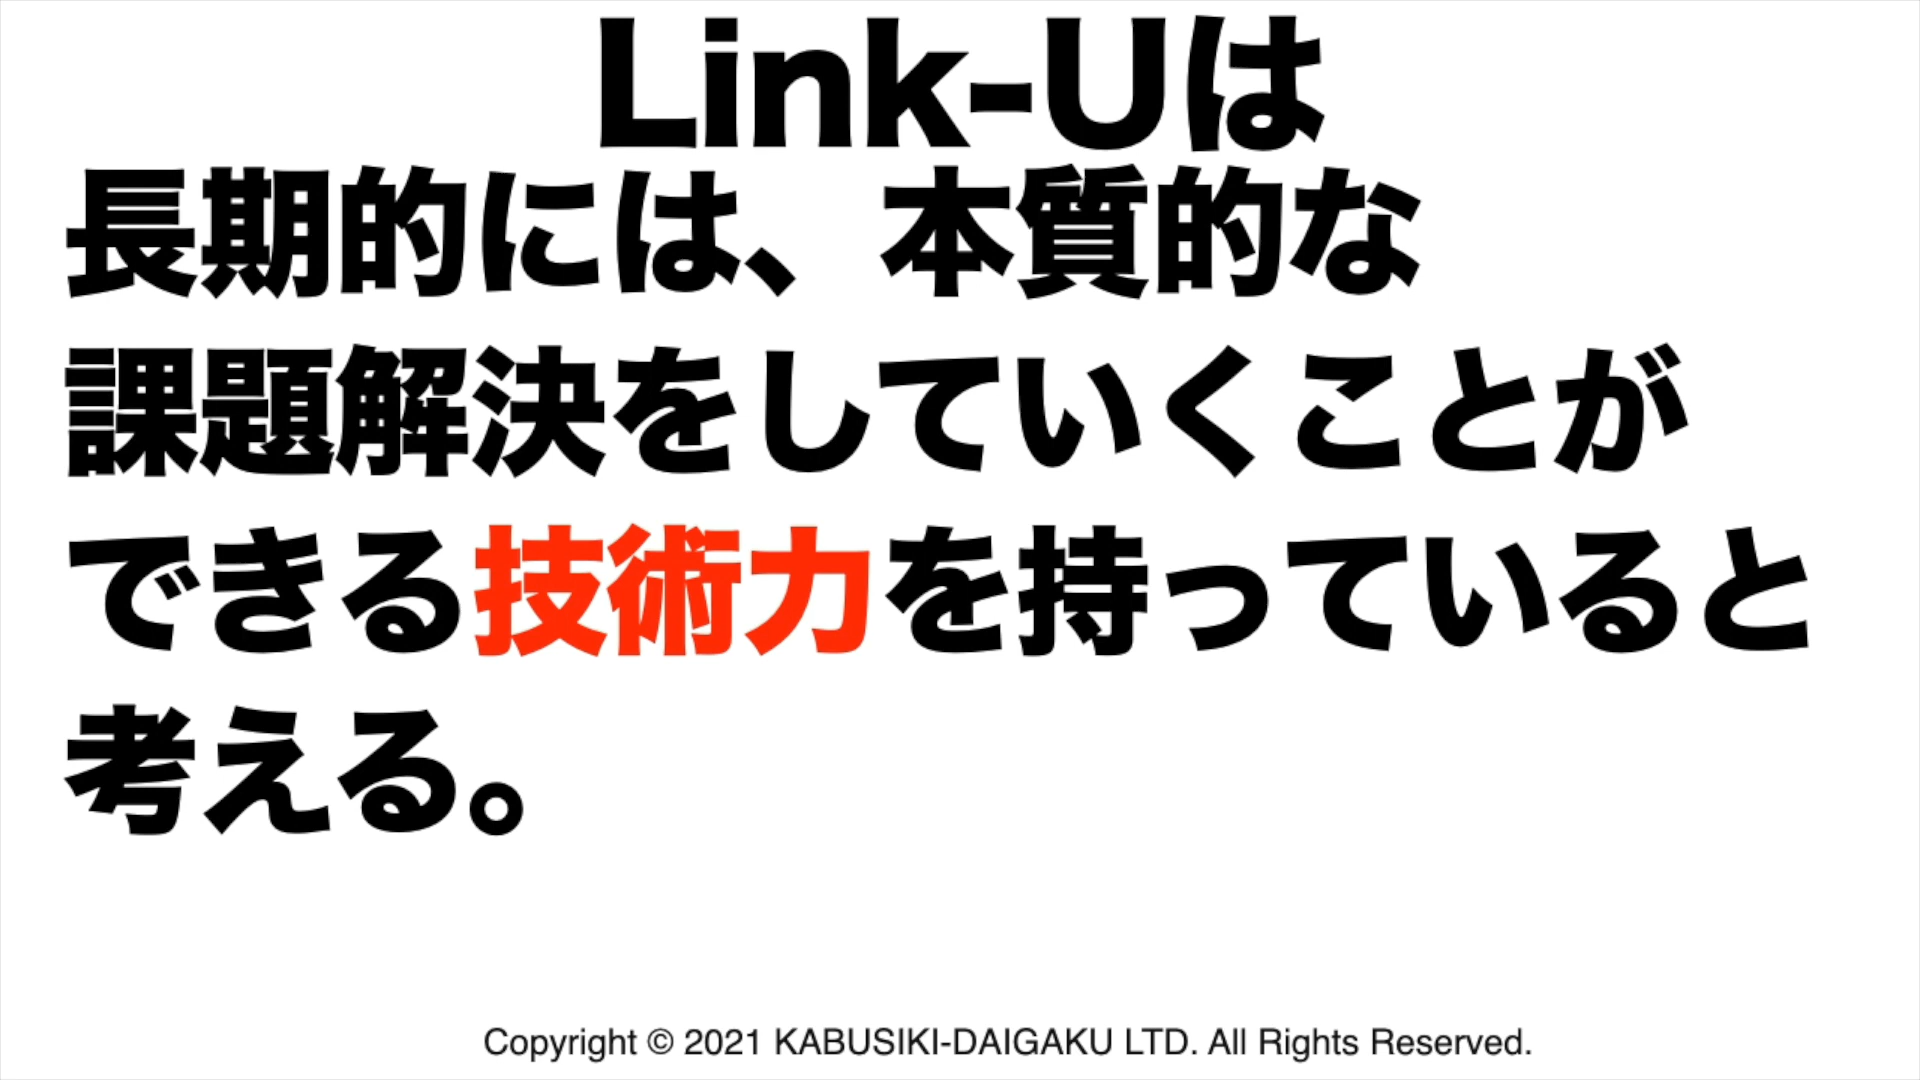 Link-Uは
長期的には、本質的な
課題解決をしていくことが
できる技術力を持っていると
考える。
Copyright © 2021 KABUSIKI-DAIGAKU LTD. All Rights Reserved.